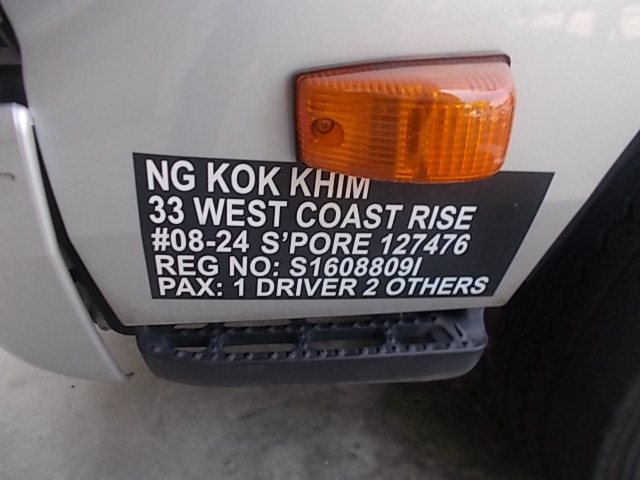 NG KOK KHIM
33 WEST COAST RISE
#08-24 S'PORE 127476
REG NO: S1608809I
PAX: 1 DRIVER 2 OTHERS